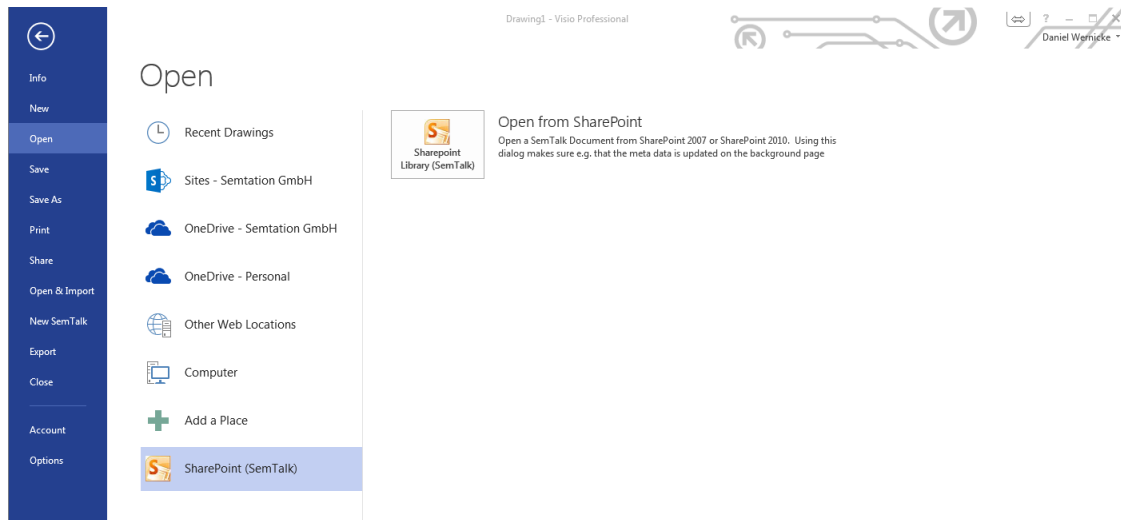 Drawing1 - Visio Professional
?
Daniel Wernicke
Info
New
Open
Save
Save As
Print
Share
Open & Import
New SemTalk
Export
Close
Account
Options
Open
Recent Drawings
Sites - Semtation GmbH
OneDrive - Semtation GmbH
OneDrive - Personal
Other Web Locations
Computer
Add a Place
SharePoint (SemTalk)
Sharepoint
Library (SemTalk)
Open from SharePoint
Open a SemTalk Document from SharePoint 2007 or SharePoint 2010. Using this
dialog makes sure e.g. that the meta data is updated on the background page